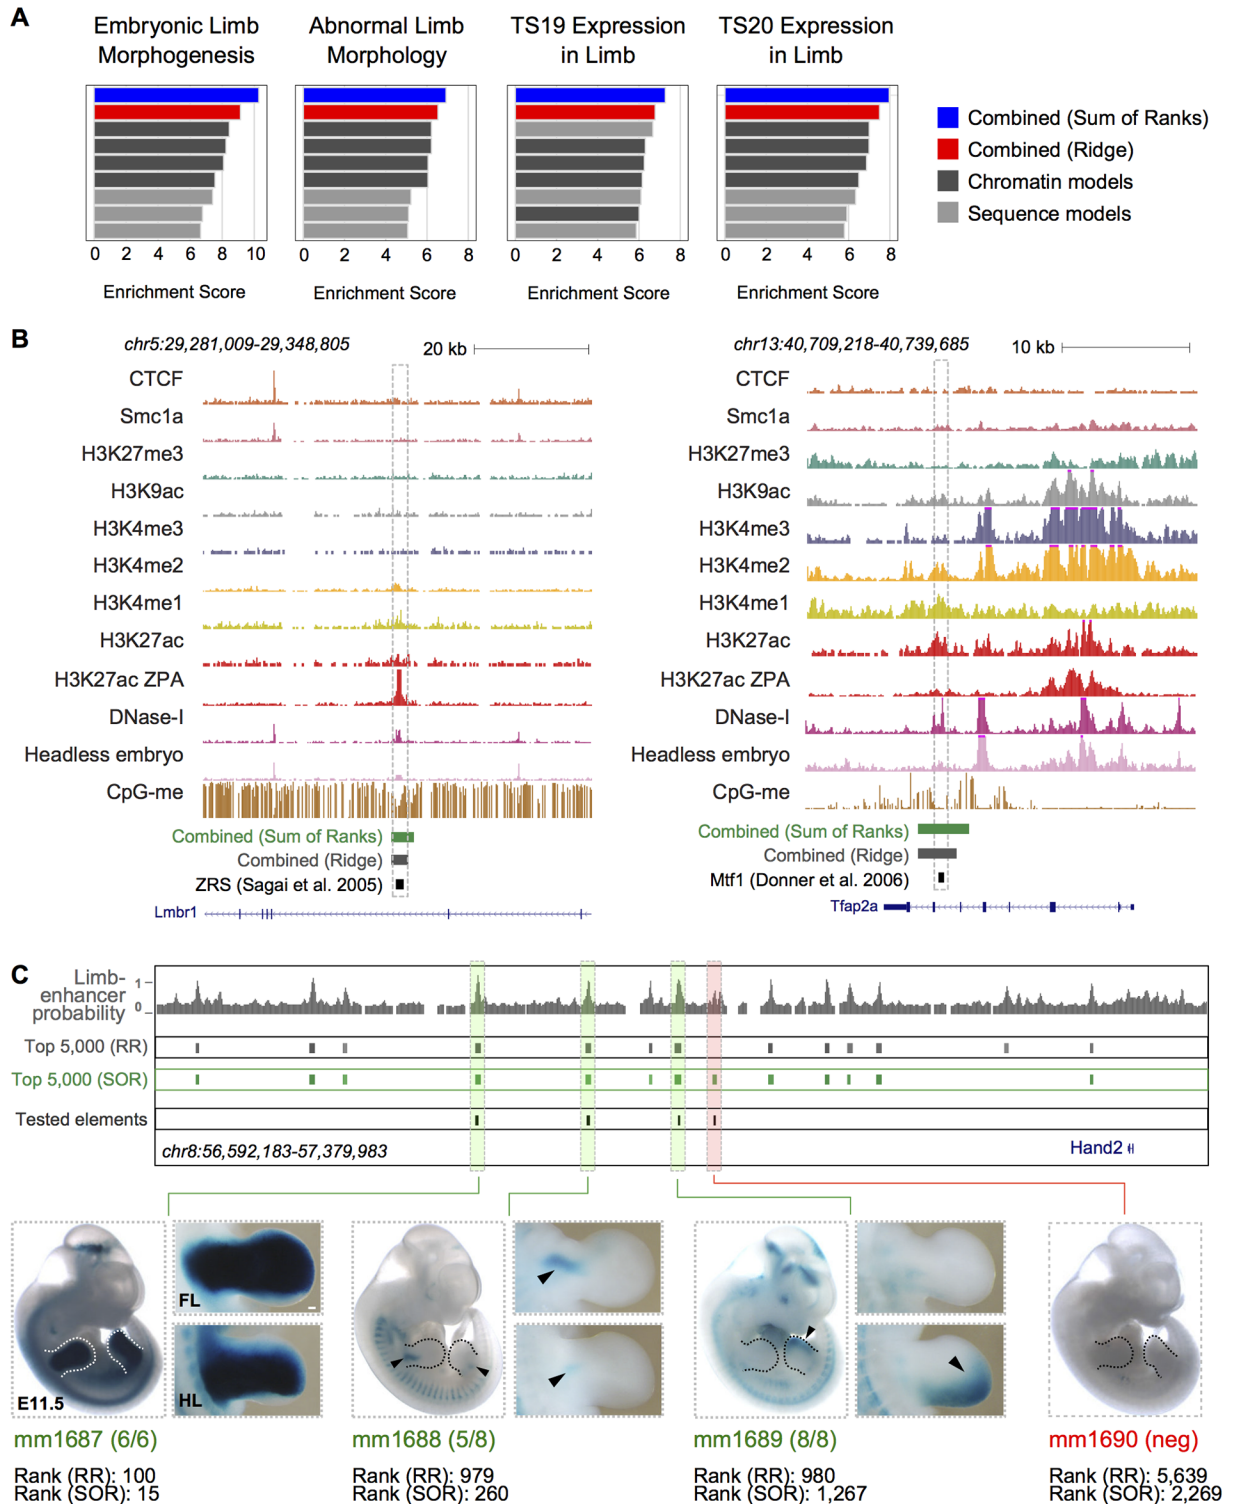 A
Embryonic Limb
Morphogenesis
Abnormal Limb
Morphology
TS19 Expression
in Limb
TS20 Expression
in Limb
0 2 4 6 8 10
0 2 4 6 8
0 2 4 6 8
0 2 4 6 8
Enrichment Score
Enrichment Score
Enrichment Score
Enrichment Score
Combined (Sum of Ranks)
Combined (Ridge)
Chromatin models
Sequence models
B
chr5:29,281,009-29,348,805
20 kb
CTCF
Smc1a
H3K27me3
H3K9ac
H3K4me3
H3K4me2
H3K4me1
H3K27ac
H3K27ac ZPA
DNase-I
Headless embryo
CpG-me
Combined (Sum of Ranks)
Combined (Ridge)
ZRS (Sagai et al. 2005)
Lmbr1
chr13:40,709,218-40,739,685
10 kb
CTCF
Smc1a
H3K27me3
H3K9ac
H3K4me3
H3K4me2
H3K4me1
H3K27ac
H3K27ac ZPA
DNase-I
Headless embryo
CpG-me
Combined (Sum of Ranks)
Combined (Ridge)
Mtf1 (Donner et al. 2006)
Tfap2a
C
Limb-
enhancer
probability
1
0
Top 5,000 (RR)
Top 5,000 (SOR)
Tested elements
chr8:56,592,183-57,379,983
Hand2
FL
HL
E11.5
mm1687 (6/6)
Rank (RR): 100
Rank (SOR): 15
mm1688 (5/8)
Rank (RR): 979
Rank (SOR): 260
mm1689 (8/8)
Rank (RR): 980
Rank (SOR): 1,267
mm1690 (neg)
Rank (RR): 5,639
Rank (SOR): 2,269